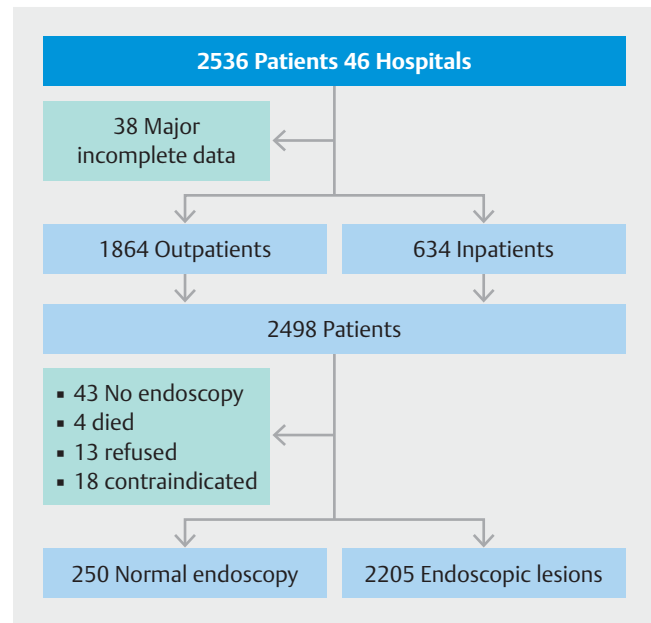 2536 Patients 46 Hospitals
38 Major
incomplete data
1864 Outpatients
634 Inpatients
2498 Patients
▪ 43 No endoscopy
▪ 4 died
▪ 13 refused
▪ 18 contraindicated
250 Normal endoscopy
2205 Endoscopic lesions